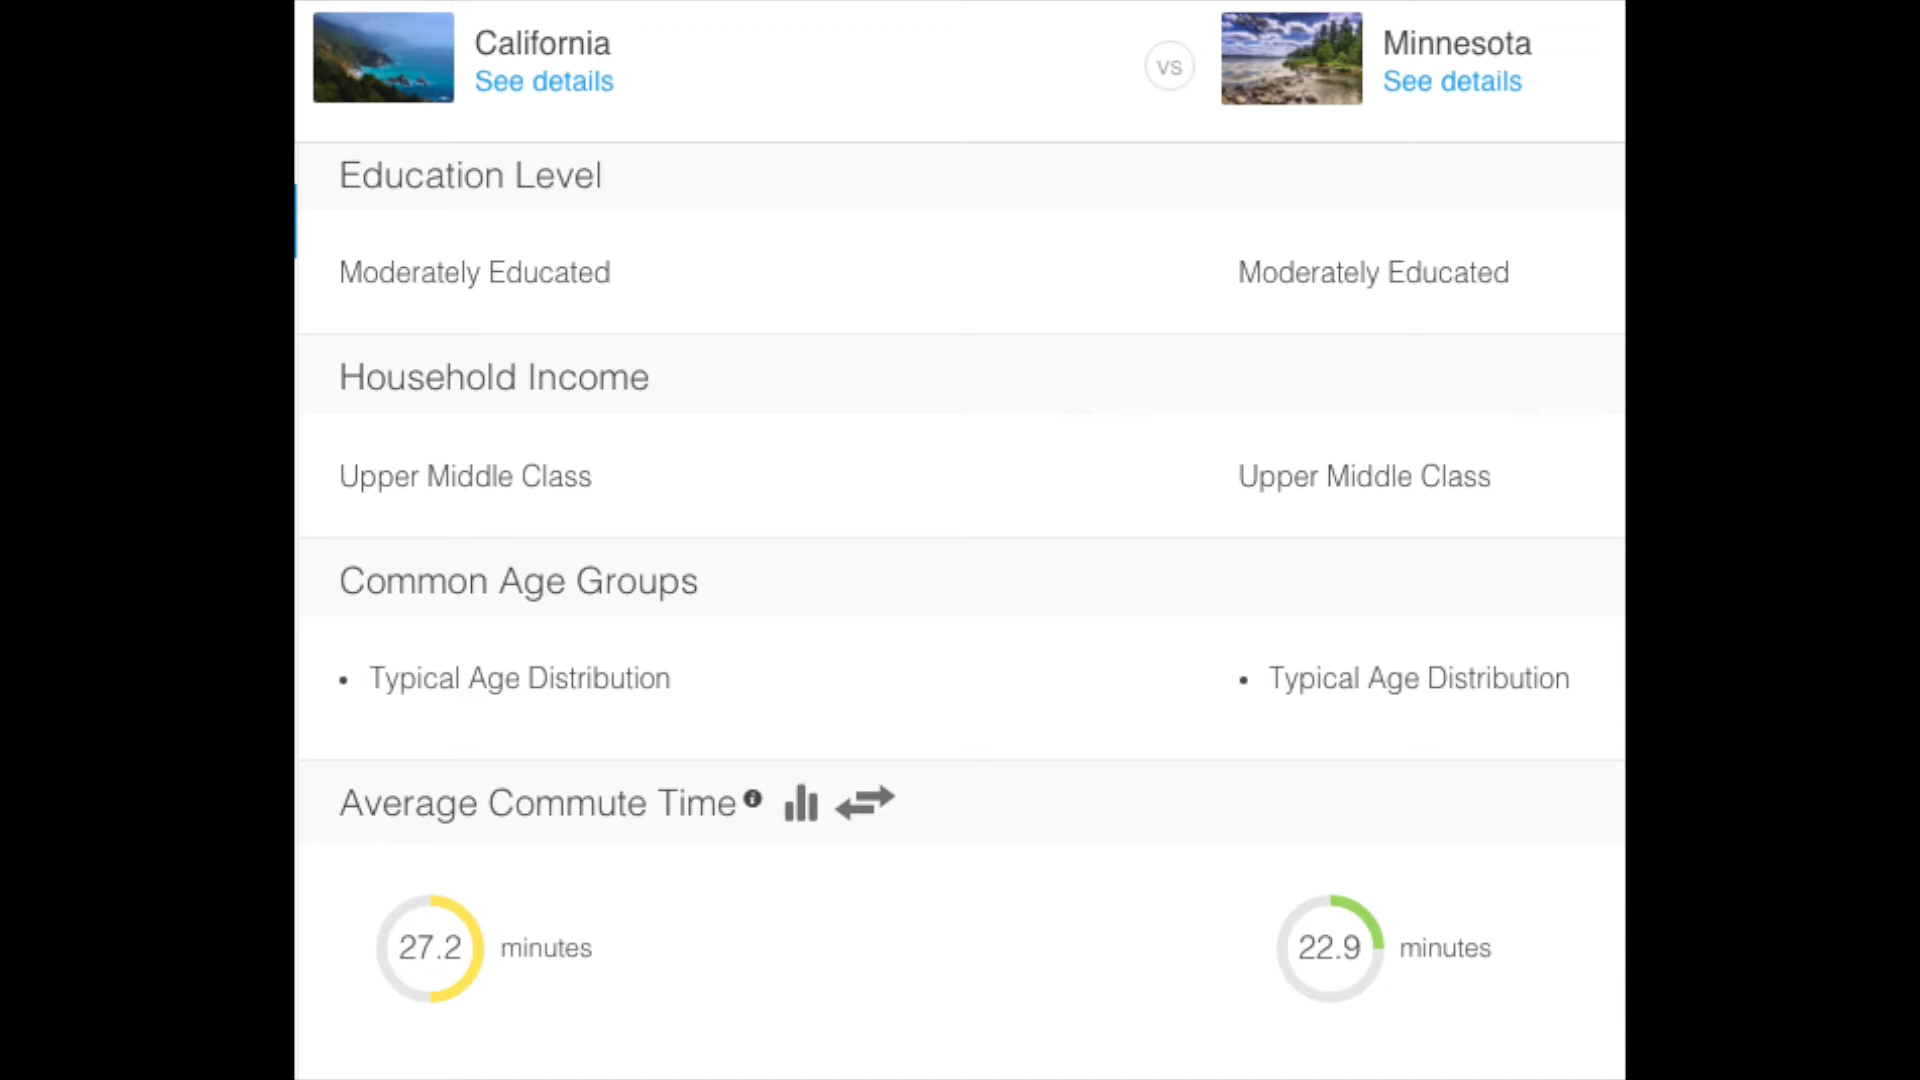 California
See details
vs
Minnesota
See details
Education Level
Moderately Educated
Moderately Educated
Household Income
Upper Middle Class
Upper Middle Class
Common Age Groups
• Typical Age Distribution
• Typical Age Distribution
Average Commute Time
27.2 minutes
22.9 minutes